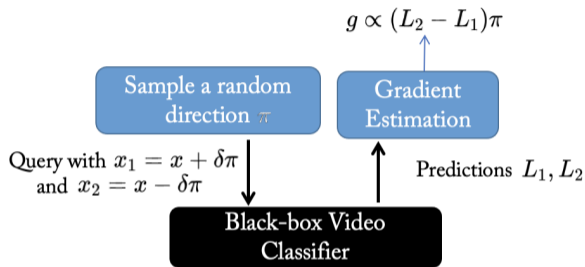 g ∝ (L₂ − L₁)π
Sample a random
direction π
Gradient
Estimation
Query with x₁ = x + δπ
and x₂ = x − δπ
Predictions L₁, L₂
Black-box Video
Classifier